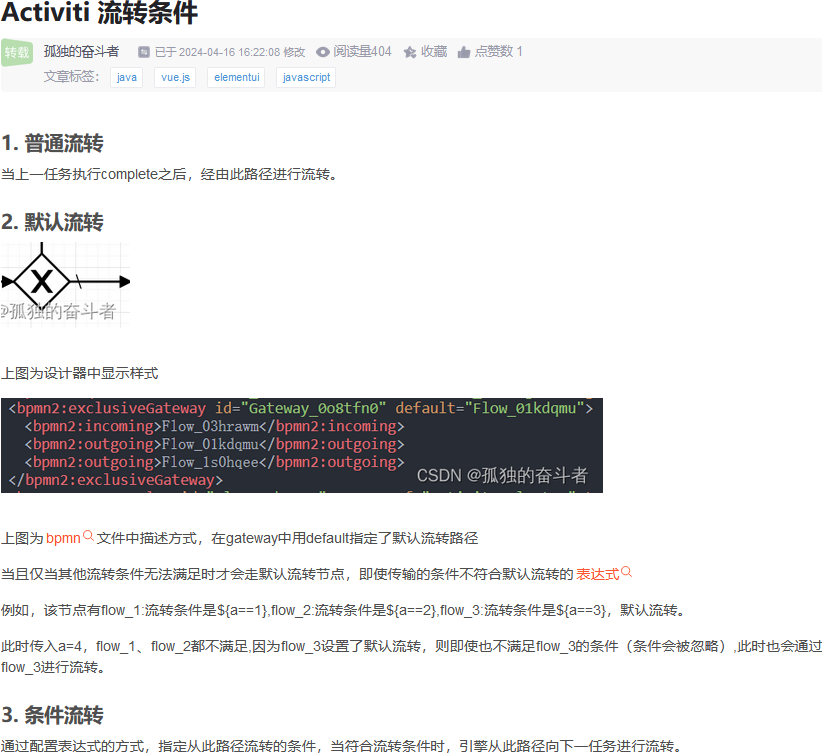 Activiti 流转条件
转载 孤独的奋斗者 已于 2024-04-16 16:22:08 修改 阅读量404 收藏 点赞数 1
文章标签： java vue.js elementui javascript
1. 普通流转
当上一任务执行complete之后，经由此路径进行流转。
2. 默认流转
X
@孤独的奋斗者
上图为设计器中显示样式
<bpmn2:exclusiveGateway id="Gateway_0o8tfn0" default="Flow_01kdqmu">
<bpmn2:incoming>Flow_03hrawm</bpmn2:incoming>
<bpmn2:outgoing>Flow_01kdqmu</bpmn2:outgoing>
<bpmn2:outgoing>Flow_1s0hqee</bpmn2:outgoing>
</bpmn2:exclusiveGateway>
CSDN @孤独的奋斗者
上图为 bpmn 文件中描述方式，在gateway中用default指定了默认流转路径
当且仅当其他流转条件无法满足时才会走默认流转节点，即使传输的条件不符合默认流转的 表达式
例如，该节点有flow_1:流转条件是${a==1},flow_2:流转条件是${a==2},flow_3:流转条件是${a==3}，默认流转。
此时传入a=4，flow_1、flow_2都不满足,因为flow_3设置了默认流转，则即使也不满足flow_3的条件（条件会被忽略）,此时也会通过
flow_3进行流转。
3. 条件流转
通过配置表达式的方式，指定从此路径流转的条件，当符合流转条件时，引擎从此路径向下一任务进行流转。